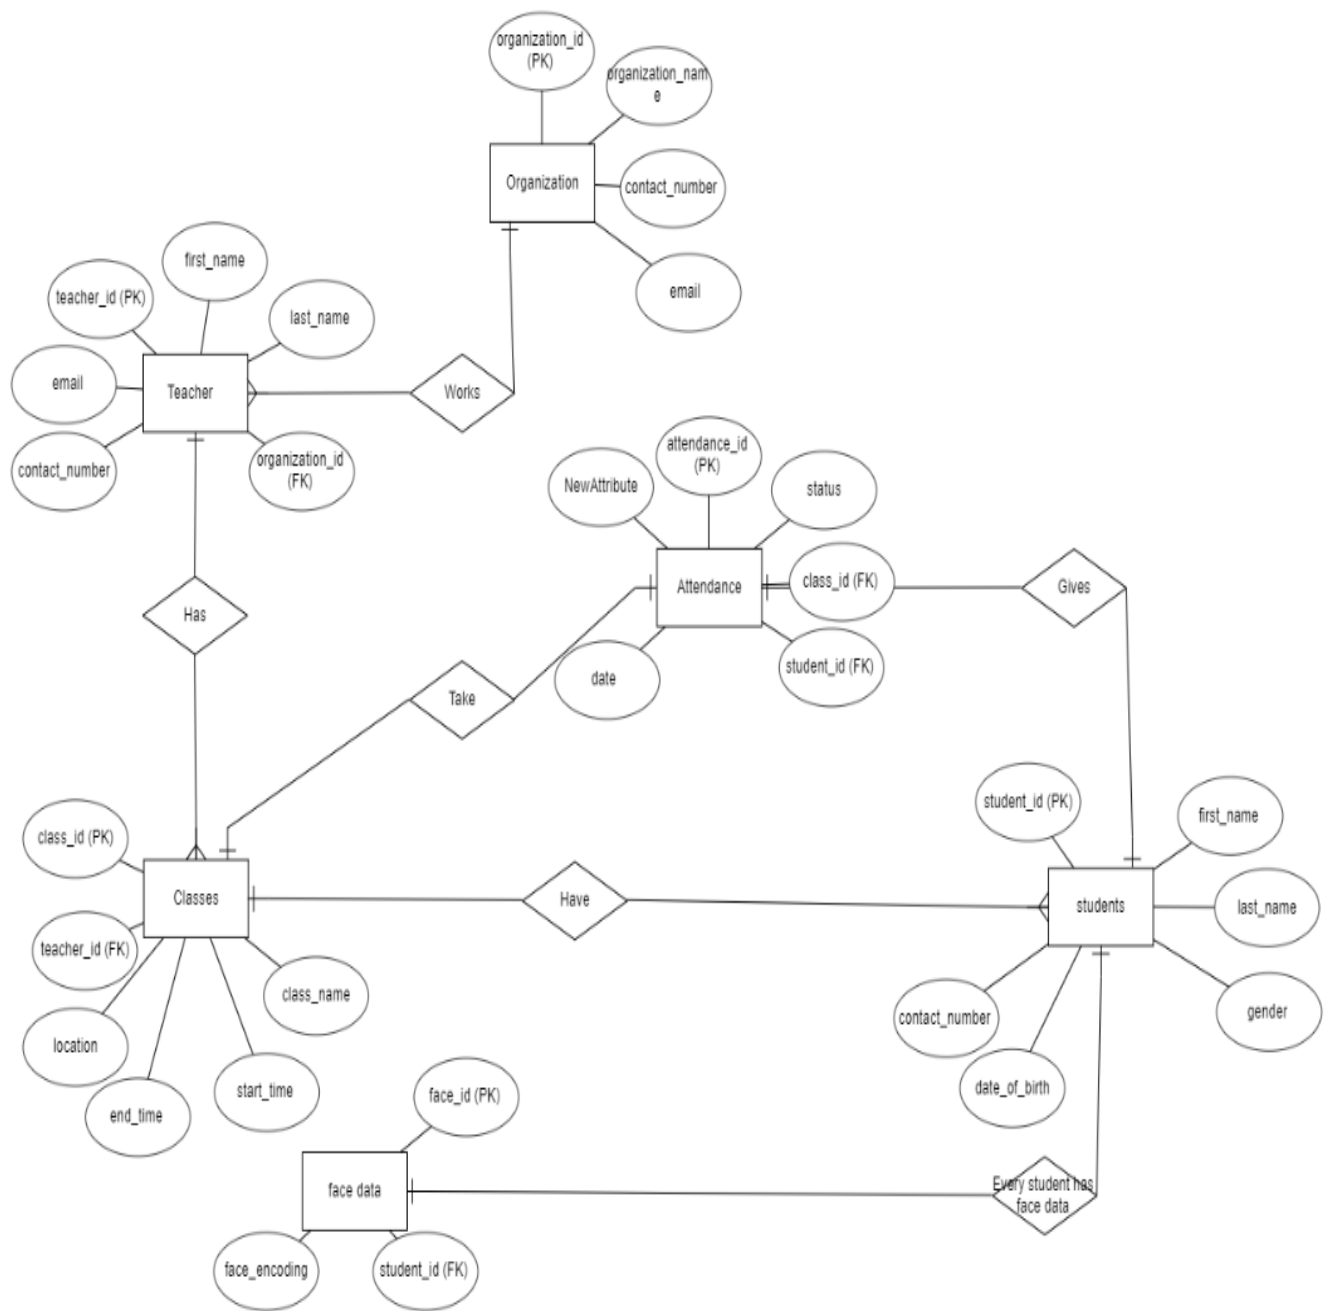 organization_id
(PK)
organization_nam
e
Organization
contact_number
email
first_name
teacher_id (PK)
last_name
email
Teacher
Works
contact_number
organization_id
(FK)
attendance_id
(PK)
NewAttribute
status
Attendance
class_id (FK)
Gives
Has
student_id (FK)
date
Take
student_id (PK)
first_name
class_id (PK)
Classes
Have
students
last_name
teacher_id (FK)
class_name
contact_number
gender
location
date_of_birth
start_time
end_time
face_id (PK)
face data
Every student has
face data
face_encoding
student_id (FK)